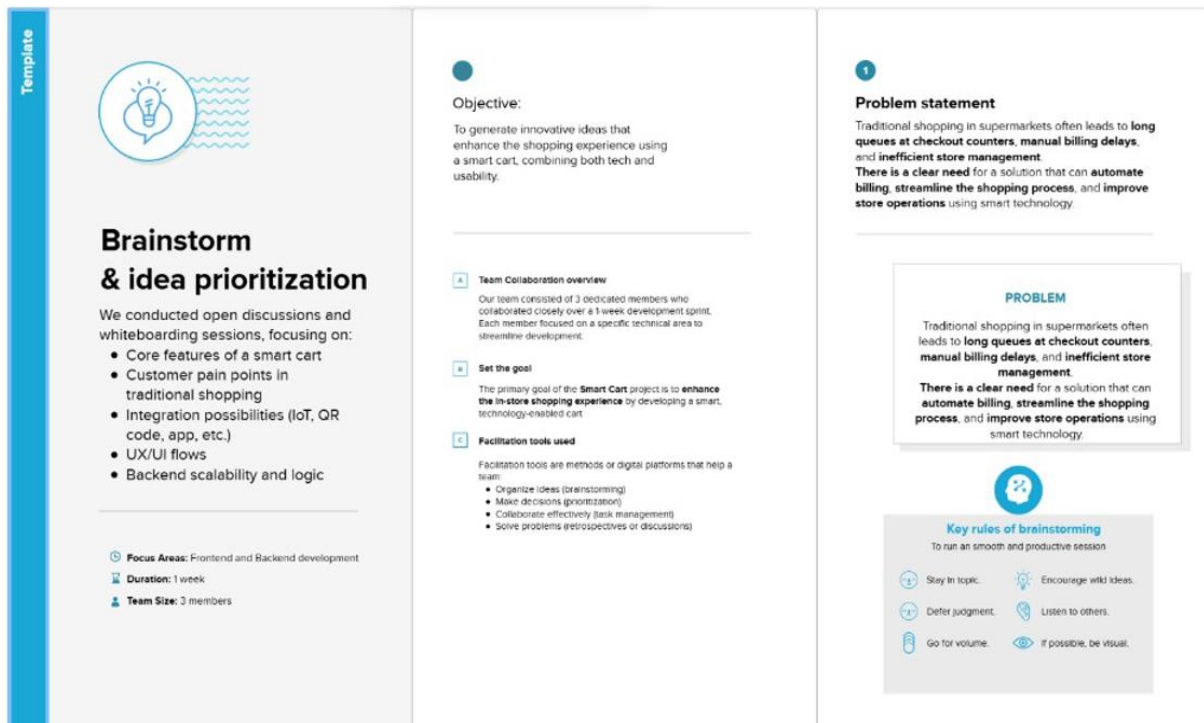 Template
Brainstorm
& idea prioritization
We conducted open discussions and
whiteboarding sessions, focusing on:
• Core features of a smart cart
• Customer pain points in
traditional shopping
• Integration possibilities (IoT, QR
code, app, etc.)
• UX/UI flows
• Backend scalability and logic
Focus Areas: Frontend and Backend development
Duration: 1 week
Team Size: 3 members
Objective:
To generate innovative ideas that
enhance the shopping experience using
a smart cart, combining both tech and
usability.
A Team Collaboration overview
Our team consisted of 3 dedicated members who
collaborated closely over a 1-week development sprint.
Each member focused on a specific technical area to
streamline development.
B Set the goal
The primary goal of the Smart Cart project is to enhance
the in-store shopping experience by developing a smart,
technology-enabled cart
C Facilitation tools used
Facilitation tools are methods or digital platforms that help a
team:
• Organize ideas (brainstorming)
• Make decisions (prioritization)
• Collaborate effectively (task management)
• Solve problems (retrospectives or discussions)
1
Problem statement
Traditional shopping in supermarkets often leads to long
queues at checkout counters, manual billing delays,
and inefficient store management.
There is a clear need for a solution that can automate
billing, streamline the shopping process, and improve
store operations using smart technology.
PROBLEM
Traditional shopping in supermarkets often
leads to long queues at checkout counters,
manual billing delays, and inefficient store
management.
There is a clear need for a solution that can
automate billing, streamline the shopping
process, and improve store operations using
smart technology.
Key rules of brainstorming
To run an smooth and productive session
Stay in topic. Encourage wild ideas.
Defer judgment. Listen to others.
Go for volume. If possible, be visual.